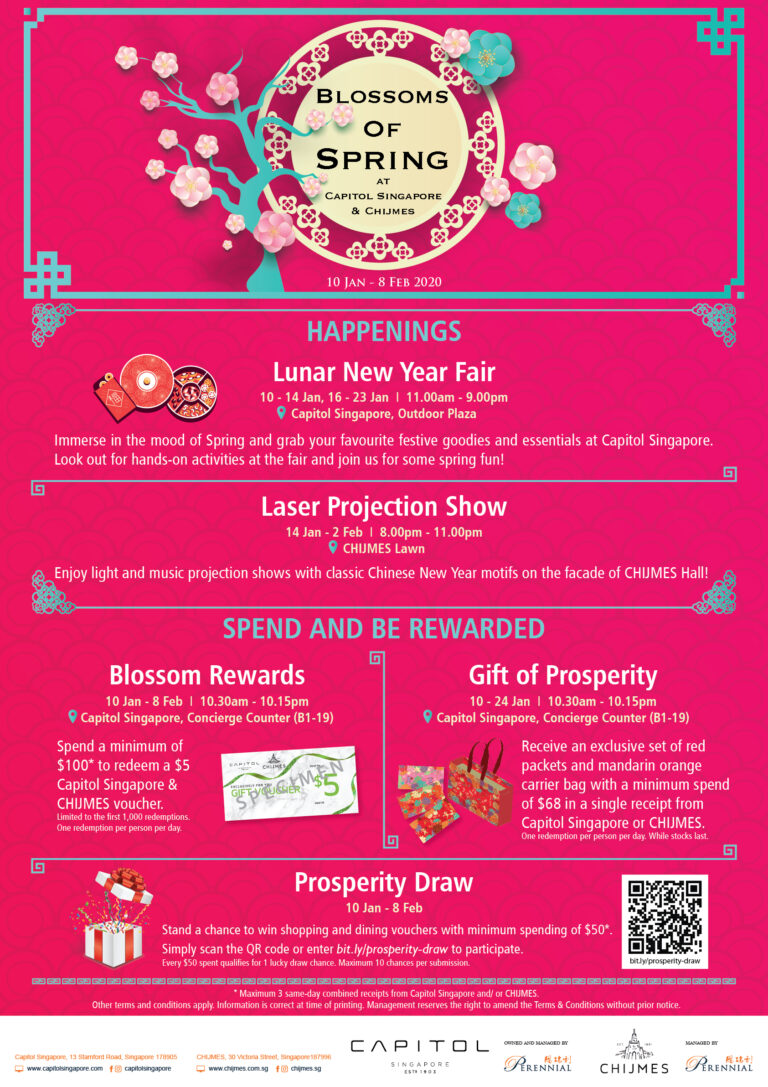 BLOSSOMS
OF
SPRING
AT
CAPITOL SINGAPORE
& CHIJMES
10 JAN - 8 FEB 2020
HAPPENINGS
Lunar New Year Fair
10 - 14 Jan, 16 - 23 Jan | 11.00am - 9.00pm
Capitol Singapore, Outdoor Plaza
Immerse in the mood of Spring and grab your favourite festive goodies and essentials at Capitol Singapore.
Look out for hands-on activities at the fair and join us for some spring fun!
Laser Projection Show
14 Jan - 2 Feb | 8.00pm - 11.00pm
CHIJMES Lawn
Enjoy light and music projection shows with classic Chinese New Year motifs on the facade of CHIJMES Hall!
SPEND AND BE REWARDED
Blossom Rewards
10 Jan - 8 Feb | 10.30am - 10.15pm
Capitol Singapore, Concierge Counter (B1-19)
Spend a minimum of
$100* to redeem a $5
Capitol Singapore &
CHIJMES voucher.
Limited to the first 1,000 redemptions.
One redemption per person per day.
CAPITOL CHIJMES
EXCLUSIVELY FOR YOU
GIFT VOUCHER $5
SPECIMEN
Gift of Prosperity
10 - 24 Jan | 10.30am - 10.15pm
Capitol Singapore, Concierge Counter (B1-19)
Receive an exclusive set of red
packets and mandarin orange
carrier bag with a minimum spend
of $68 in a single receipt from
Capitol Singapore or CHIJMES.
One redemption per person per day. While stocks last.
Prosperity Draw
10 Jan - 8 Feb
Stand a chance to win shopping and dining vouchers with minimum spending of $50*.
Simply scan the QR code or enter bit.ly/prosperity-draw to participate.
Every $50 spent qualifies for 1 lucky draw chance. Maximum 10 chances per submission.
bit.ly/prosperity-draw
* Maximum 3 same-day combined receipts from Capitol Singapore and/ or CHIJMES.
Other terms and conditions apply. Information is correct at time of printing. Management reserves the right to amend the Terms & Conditions without prior notice.
Capitol Singapore, 13 Stamford Road, Singapore 178905
www.capitolsingapore.com capitolsingapore
CHIJMES, 30 Victoria Street, Singapore187996
www.chijmes.com.sg chijmes.sg
CAPITOL
SINGAPORE
ESTD 1903
OWNED AND MANAGED BY
PERENNIAL
CHIJMES
MANAGED BY
PERENNIAL